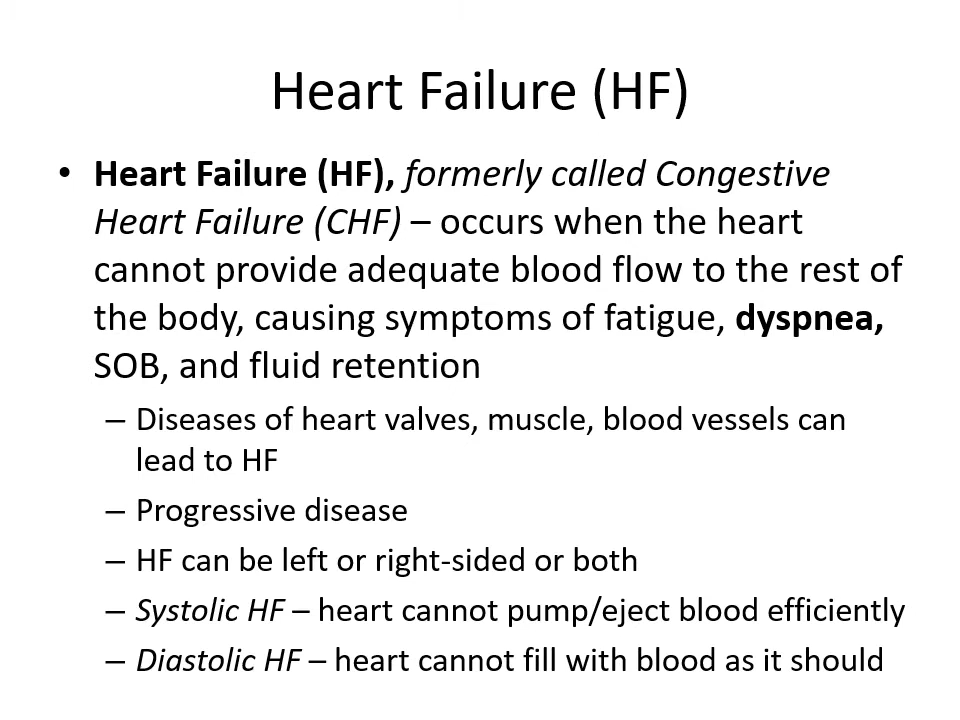 Heart Failure (HF)
• Heart Failure (HF), formerly called Congestive
Heart Failure (CHF) – occurs when the heart
cannot provide adequate blood flow to the rest of
the body, causing symptoms of fatigue, dyspnea,
SOB, and fluid retention
– Diseases of heart valves, muscle, blood vessels can
lead to HF
– Progressive disease
– HF can be left or right-sided or both
– Systolic HF – heart cannot pump/eject blood efficiently
– Diastolic HF – heart cannot fill with blood as it should